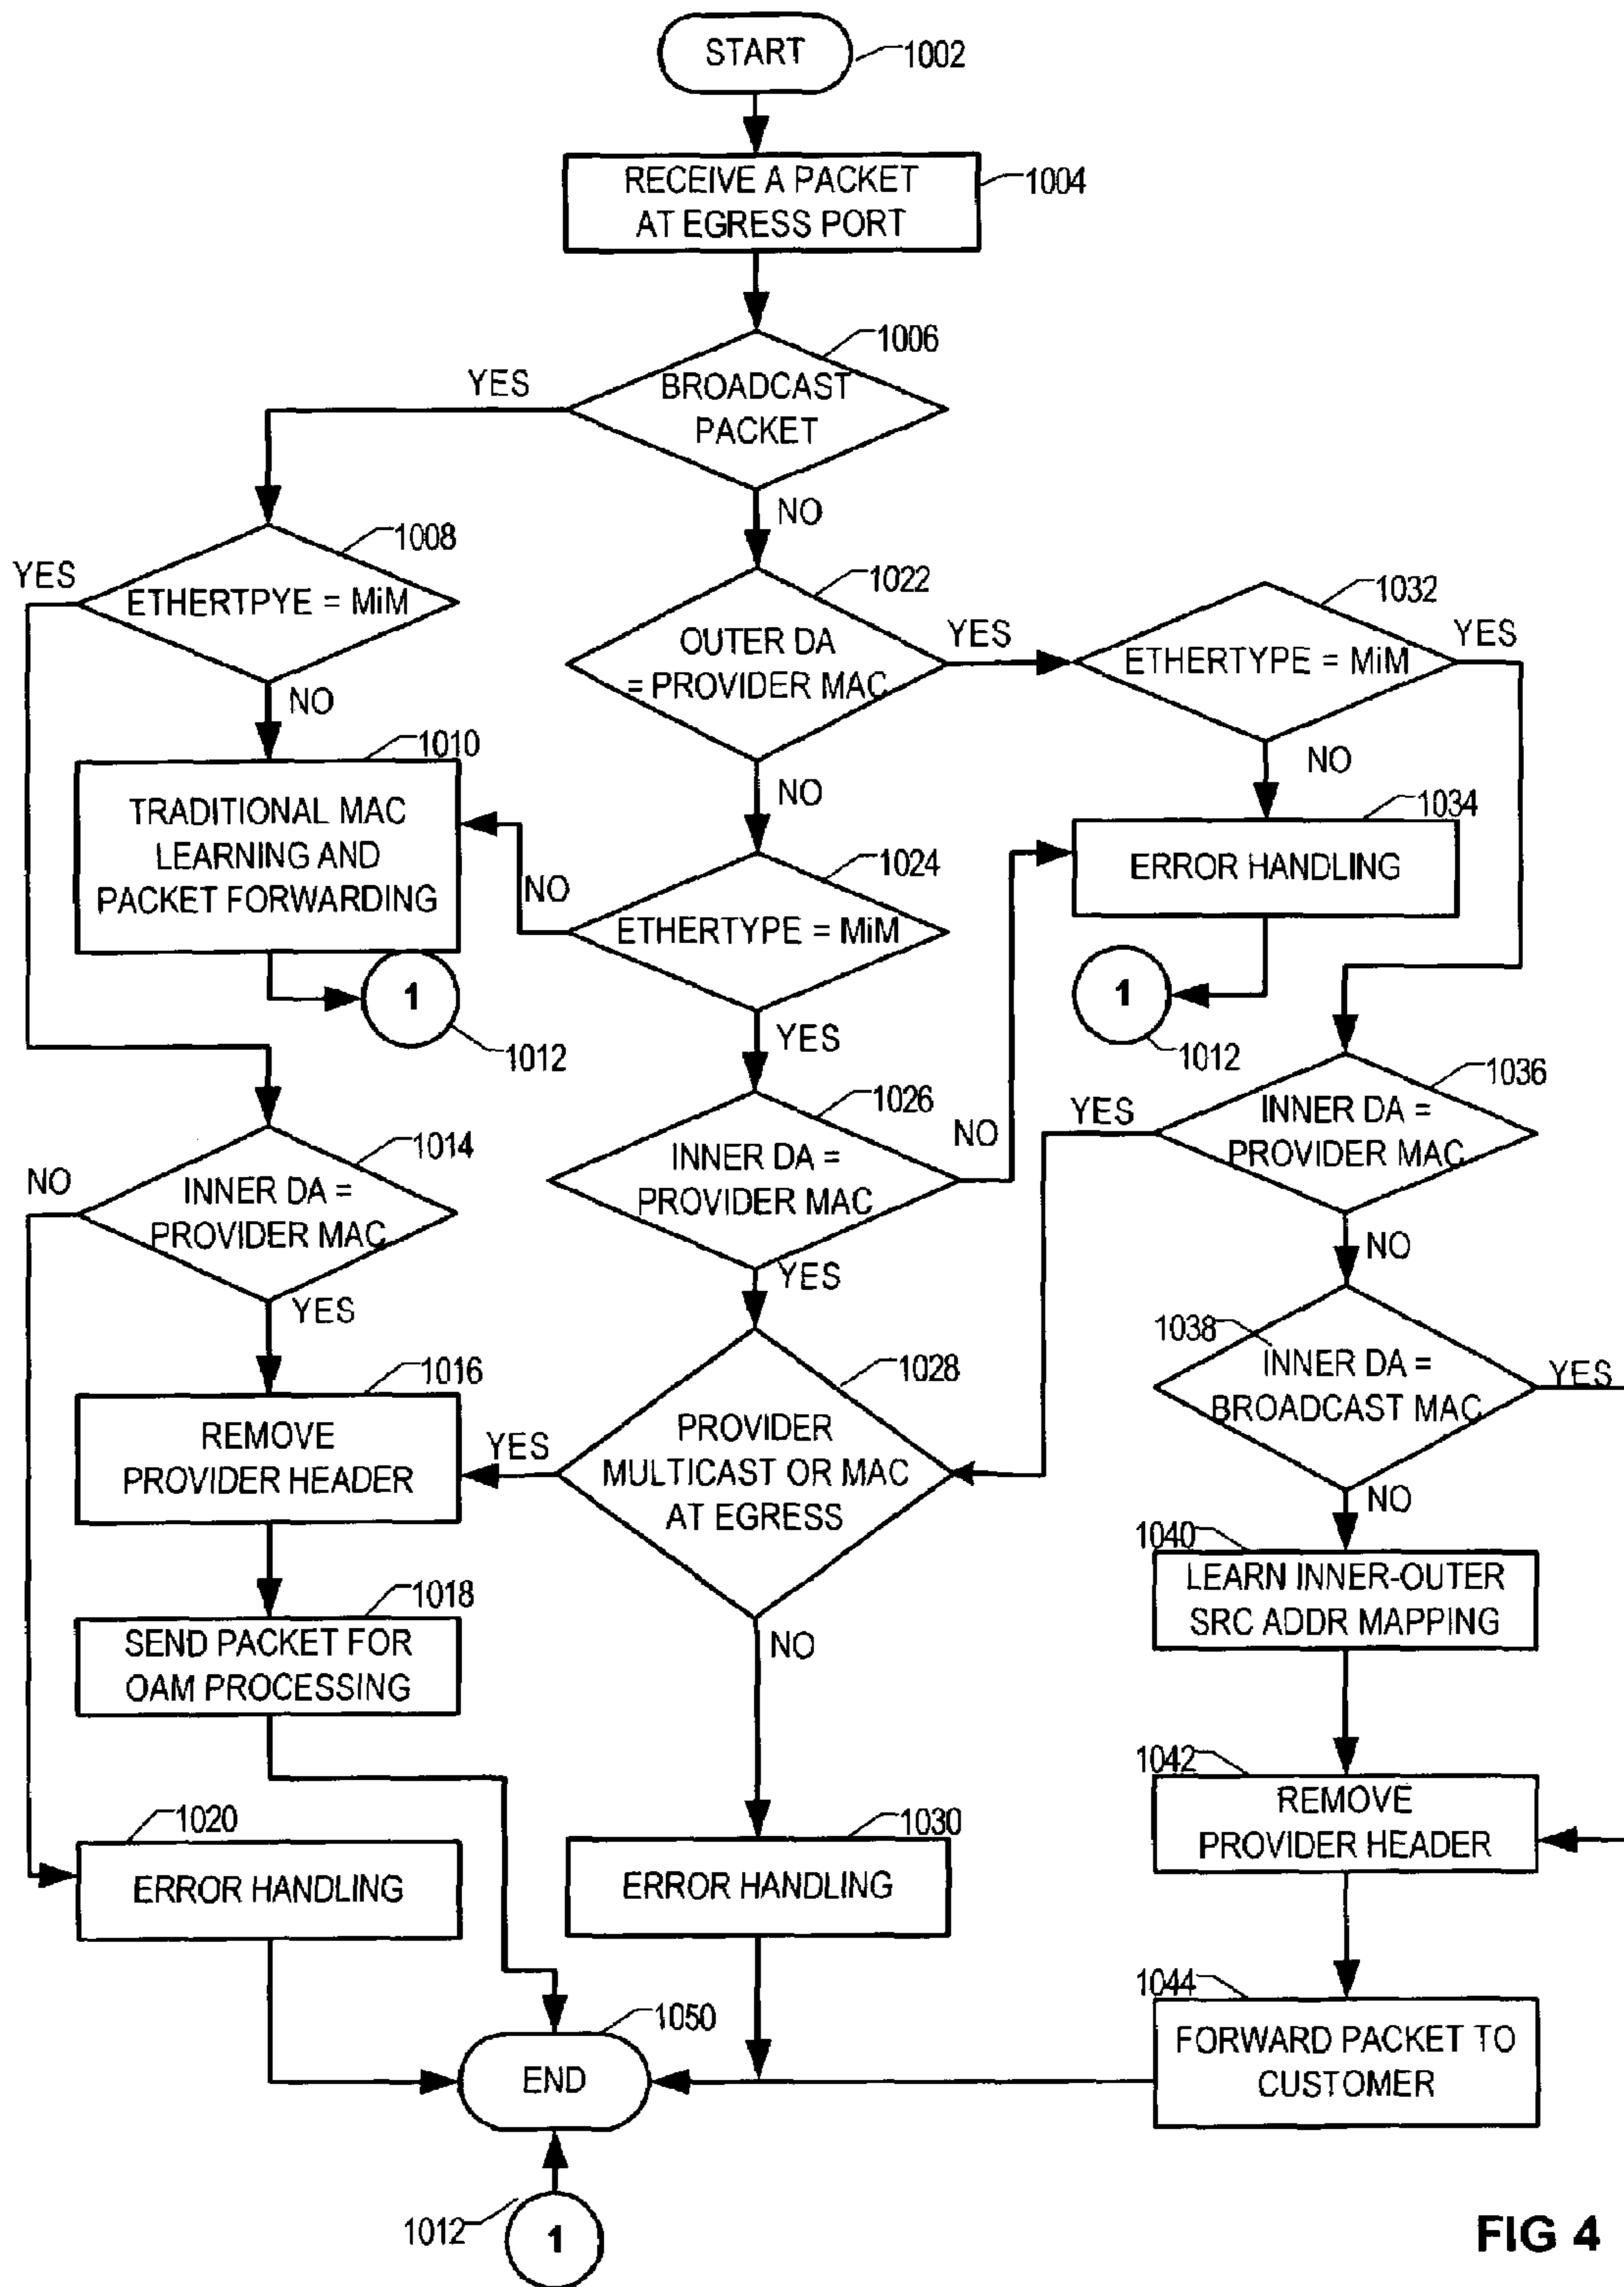 START
1002
RECEIVE A PACKET
AT EGRESS PORT
1004
1006
YES
BROADCAST
PACKET
NO
1008
YES
ETHERTPYE = MiM
NO
1022
OUTER DA
= PROVIDER MAC
YES
NO
1032
ETHERTYPE = MiM
YES
NO
1010
TRADITIONAL MAC
LEARNING AND
PACKET FORWARDING
1
1012
1024
NO
ETHERTYPE = MiM
YES
1034
ERROR HANDLING
1
1012
1014
NO
INNER DA =
PROVIDER MAC
YES
1026
NO
INNER DA =
PROVIDER MAC
YES
1036
YES
INNER DA =
PROVIDER MAC
NO
1038
INNER DA =
BROADCAST MAC
YES
NO
1016
REMOVE
PROVIDER HEADER
1028
YES
PROVIDER
MULTICAST OR MAC
AT EGRESS
NO
1040
LEARN INNER-OUTER
SRC ADDR MAPPING
1018
SEND PACKET FOR
OAM PROCESSING
1042
REMOVE
PROVIDER HEADER
1020
ERROR HANDLING
1030
ERROR HANDLING
1044
FORWARD PACKET TO
CUSTOMER
1050
END
1012
1
FIG 4